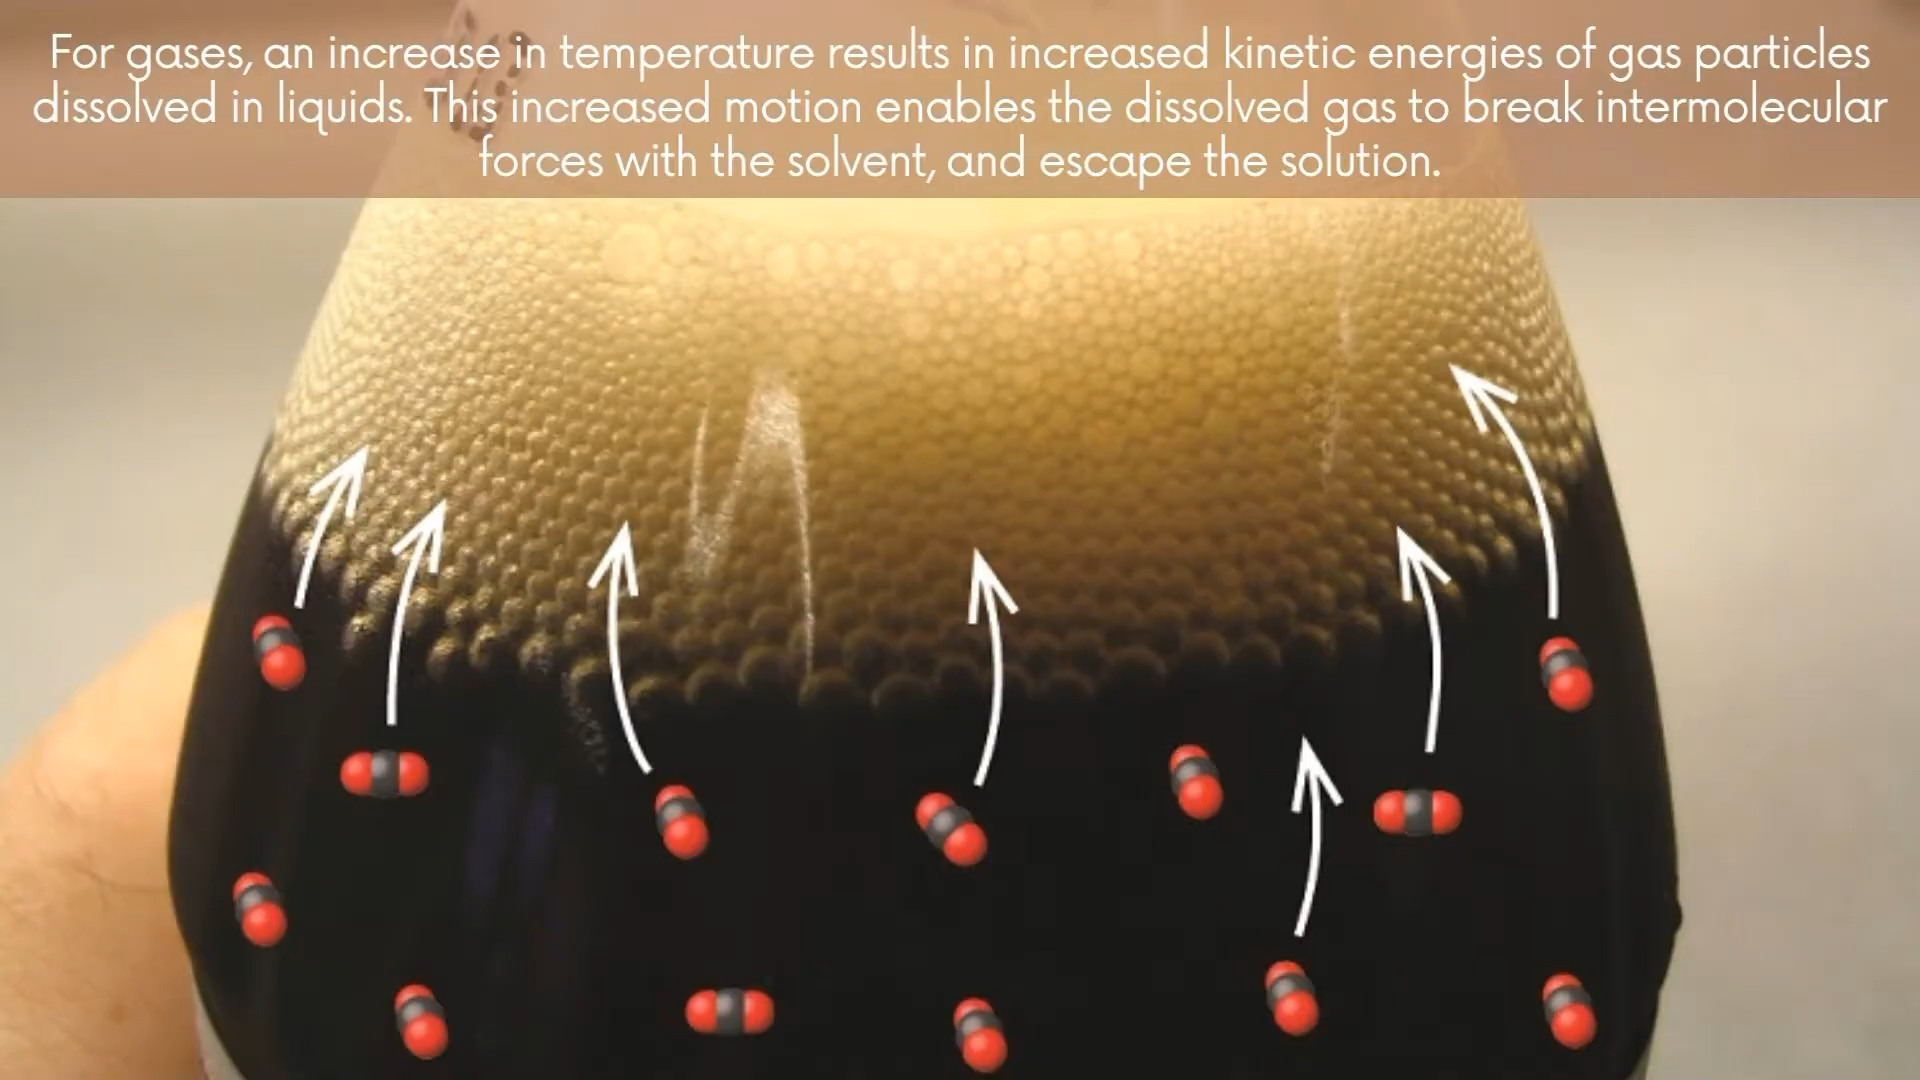 For gases, an increase in temperature results in increased kinetic energies of gas particles
dissolved in liquids. This increased motion enables the dissolved gas to break intermolecular
forces with the solvent, and escape the solution.